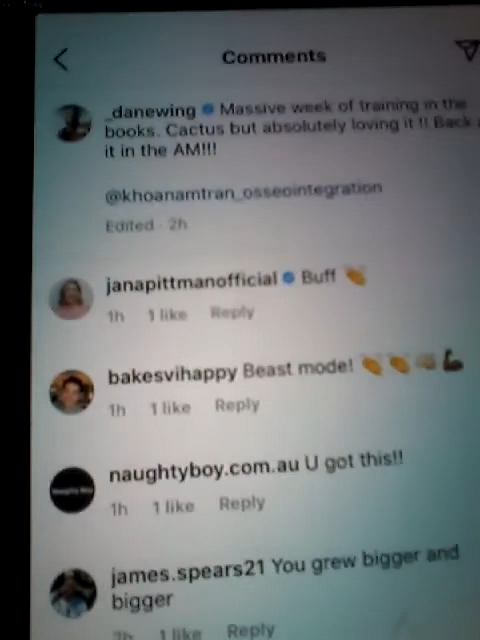 Comments
_danewing Massive week of training in the
books. Cactus but absolutely loving it !! Back
it in the AM!!!
@khoanamtran_osseointegration
Edited · 2h
janapittmanofficial Buff 👏
1h 1 like Reply
bakesvihappy Beast mode! 👏👏👊💪
1h 1 like Reply
naughtyboy.com.au U got this!!
1h 1 like Reply
james.spears21 You grew bigger and
bigger
2h 1 like Reply